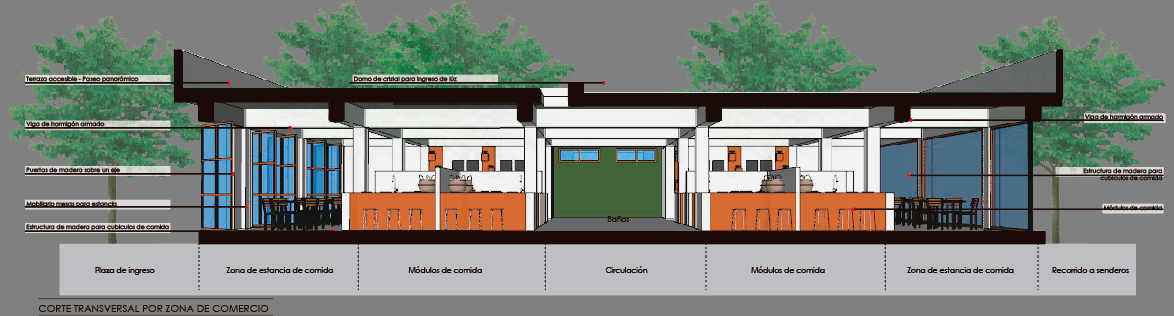 Terraza accesible - Paseo panorámico
Domo de cristal para ingreso de lúz
Viga de hormigón armado
Viga de hormigón armado
Puertas de madera sobre un eje
Estructura de madera para
cubículos de comida
Mobiliario mesas para estancia
Módulos de comida
Baños
Estructura de madera para cubículos de comida
Plaza de ingreso
Zona de estancia de comida
Módulos de comida
Circulación
Módulos de comida
Zona de estancia de comida
Recorrido a senderos
CORTE TRANSVERSAL POR ZONA DE COMERCIO